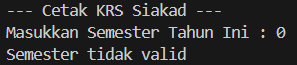 --- Cetak KRS Siakad ---
Masukkan Semester Tahun Ini : 0
Semester tidak valid